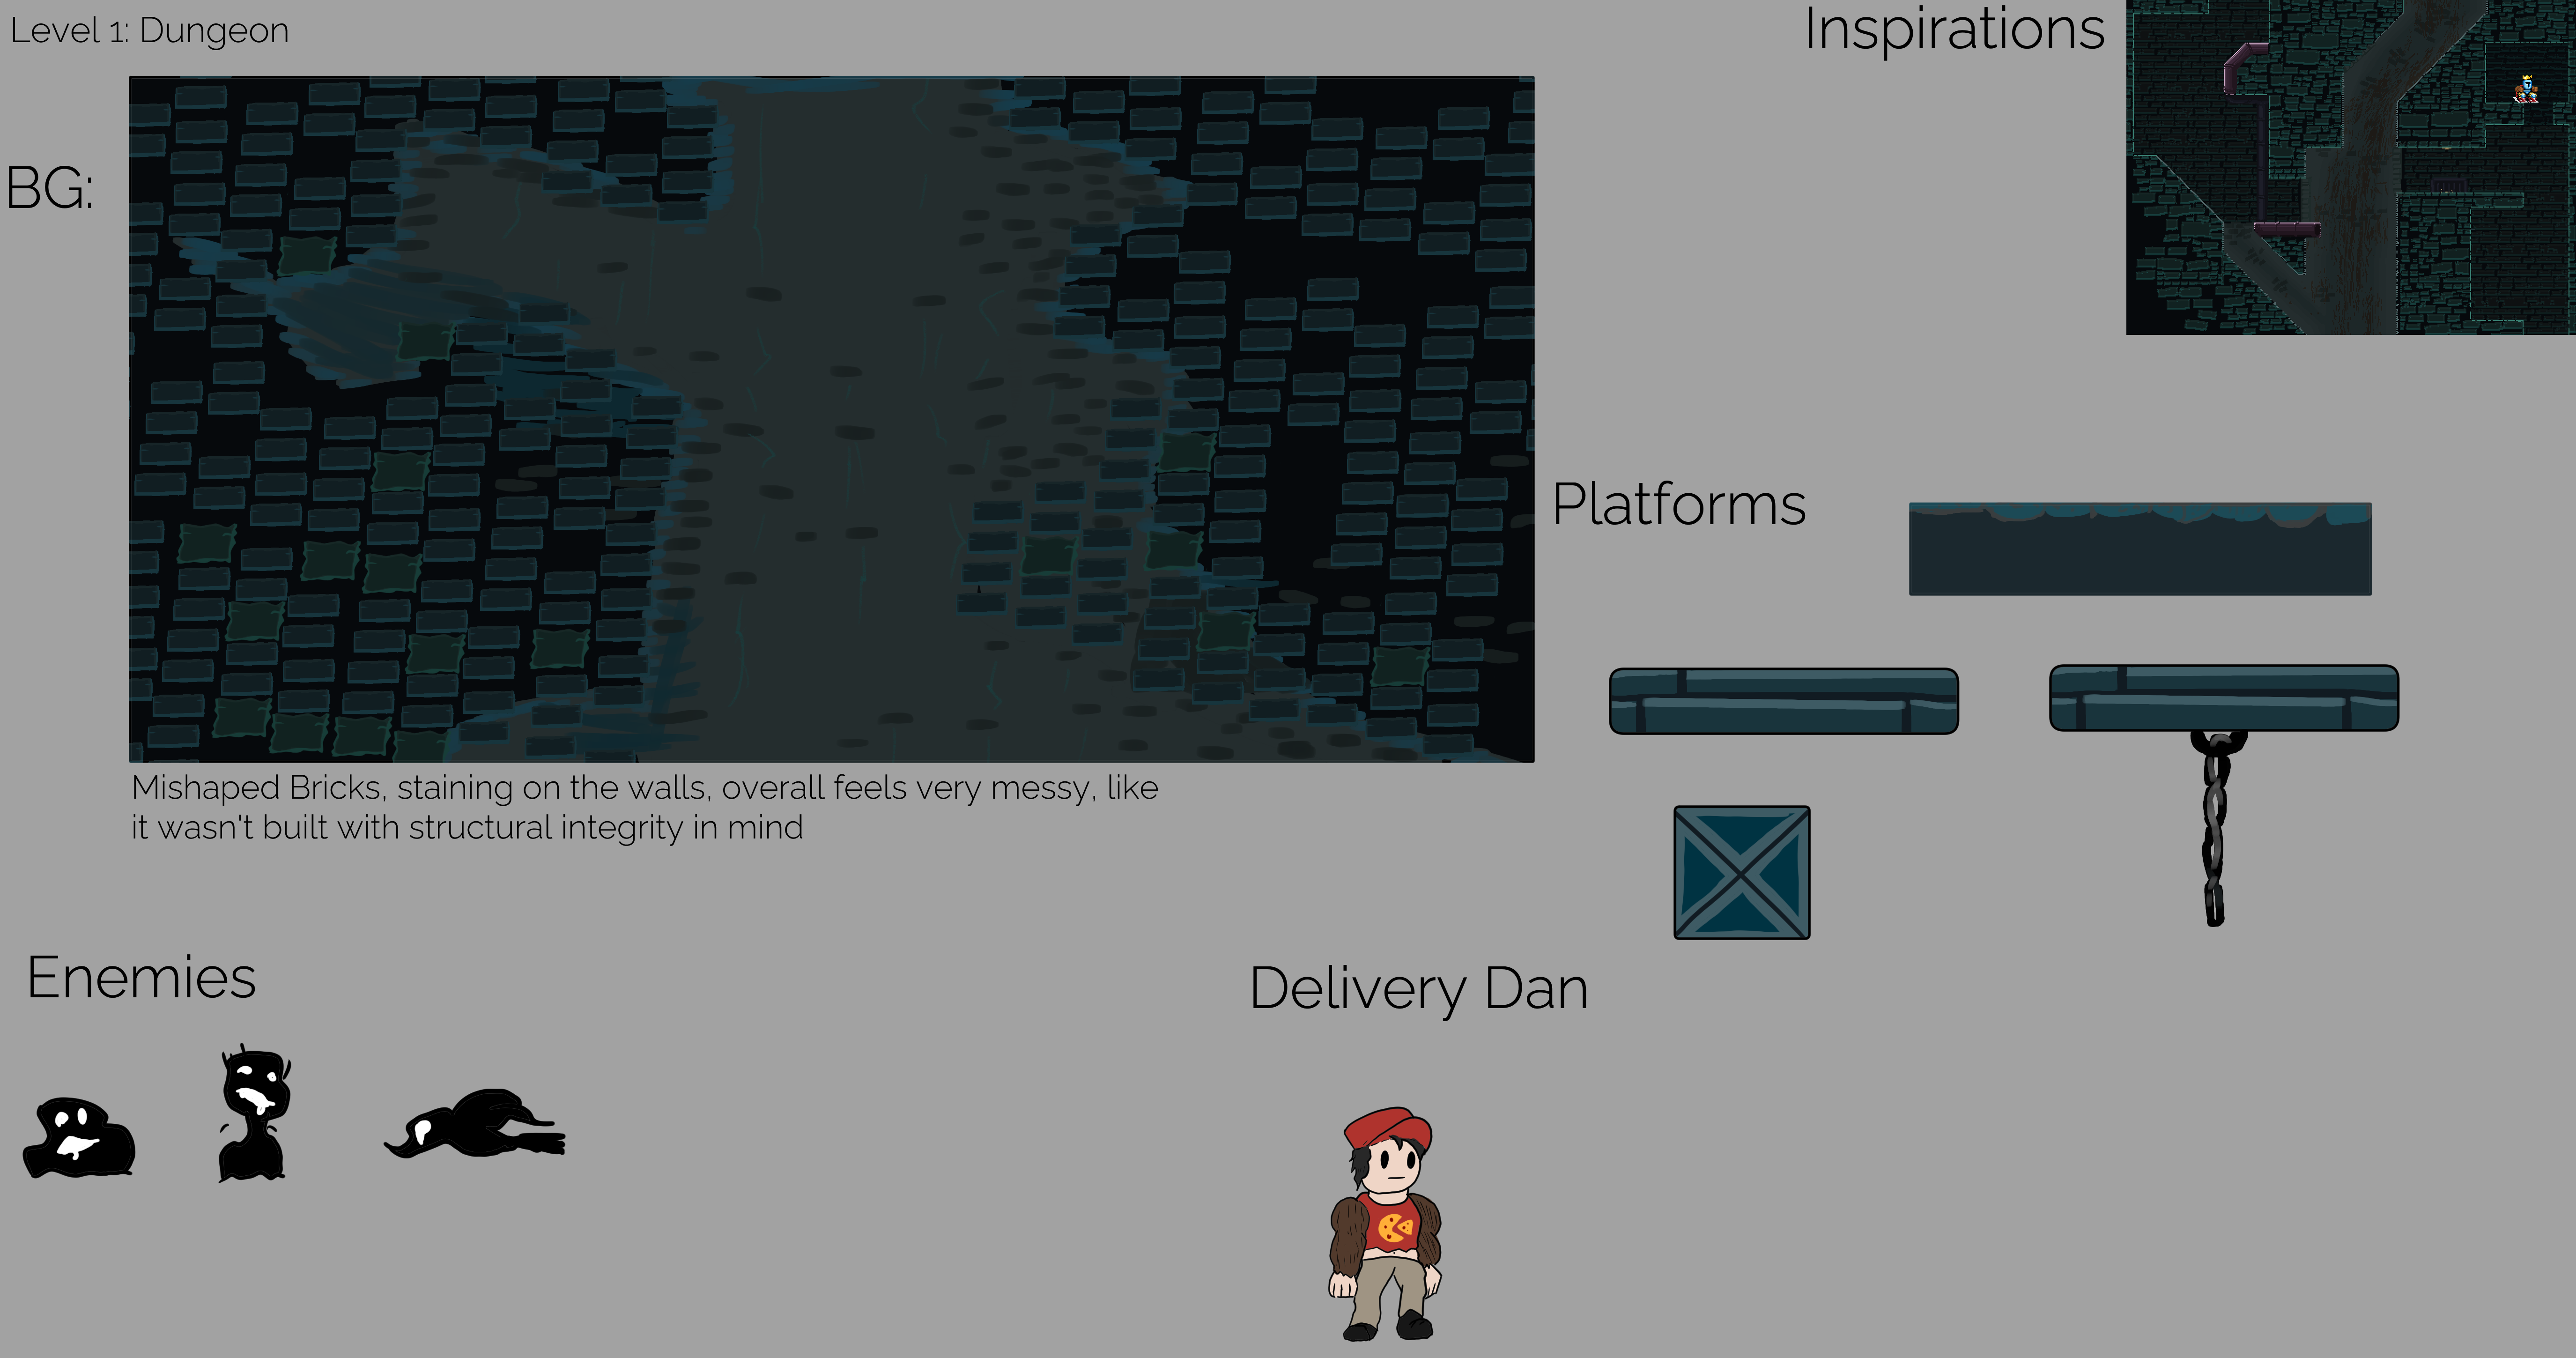 Level 1: Dungeon
Inspirations
BG:
Platforms
Mishaped Bricks, staining on the walls, overall feels very messy, like
it wasn't built with structural integrity in mind
Enemies
Delivery Dan